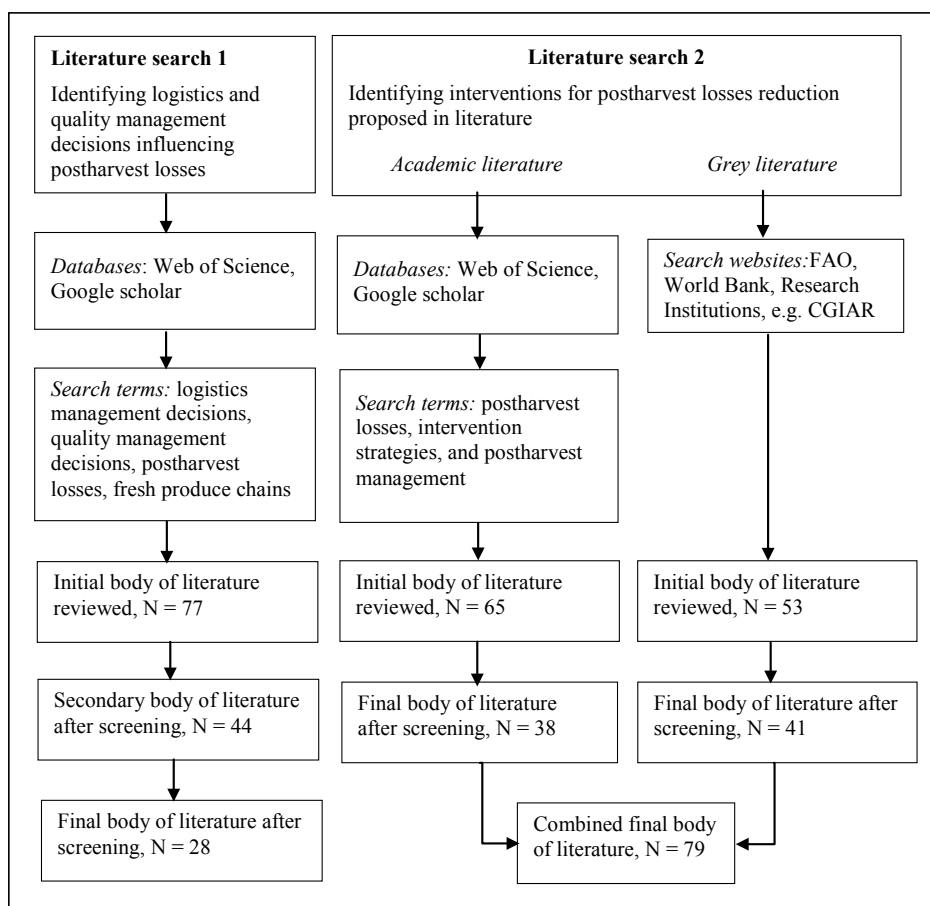 Literature search 1
Identifying logistics and
quality management
decisions influencing
postharvest losses
Databases: Web of Science,
Google scholar
Search terms: logistics
management decisions,
quality management
decisions, postharvest
losses, fresh produce chains
Initial body of literature
reviewed, N = 77
Secondary body of literature
after screening, N = 44
Final body of literature after
screening, N = 28
Literature search 2
Identifying interventions for postharvest losses reduction
proposed in literature
Academic literature
Grey literature
Databases: Web of Science,
Google scholar
Search terms: postharvest
losses, intervention
strategies, and postharvest
management
Initial body of literature
reviewed, N = 65
Final body of literature
after screening, N = 38
Search websites:FAO,
World Bank, Research
Institutions, e.g. CGIAR
Initial body of literature
reviewed, N = 53
Final body of literature after
screening, N = 41
Combined final body
of literature, N = 79